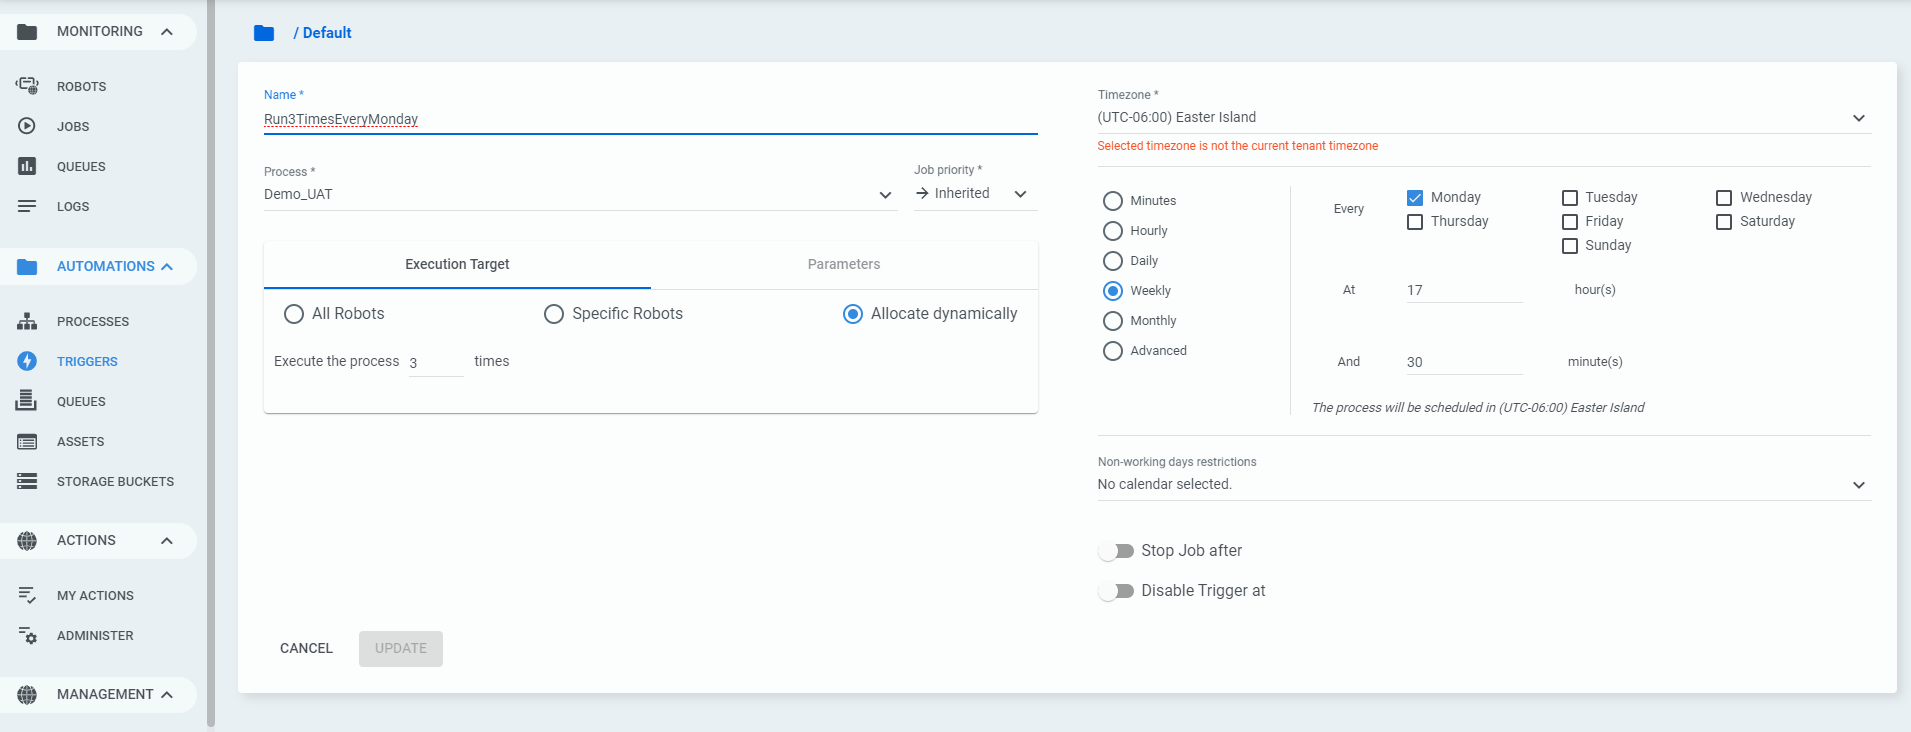 MONITORING
ROBOTS
JOBS
QUEUES
LOGS
AUTOMATIONS
PROCESSES
TRIGGERS
QUEUES
ASSETS
STORAGE BUCKETS
ACTIONS
MY ACTIONS
ADMINISTER
MANAGEMENT
/ Default
Name *
Run3TimesEveryMonday
Process *
Demo_UAT
Job priority *
Inherited
Execution Target
Parameters
All Robots
Specific Robots
Allocate dynamically
Execute the process 3 times
CANCEL
UPDATE
Timezone *
(UTC-06:00) Easter Island
Selected timezone is not the current tenant timezone
Minutes
Hourly
Daily
Weekly
Monthly
Advanced
Every
Monday
Tuesday
Wednesday
Thursday
Friday
Saturday
Sunday
At 17 hour(s)
And 30 minute(s)
The process will be scheduled in (UTC-06:00) Easter Island
Non-working days restrictions
No calendar selected.
Stop Job after
Disable Trigger at